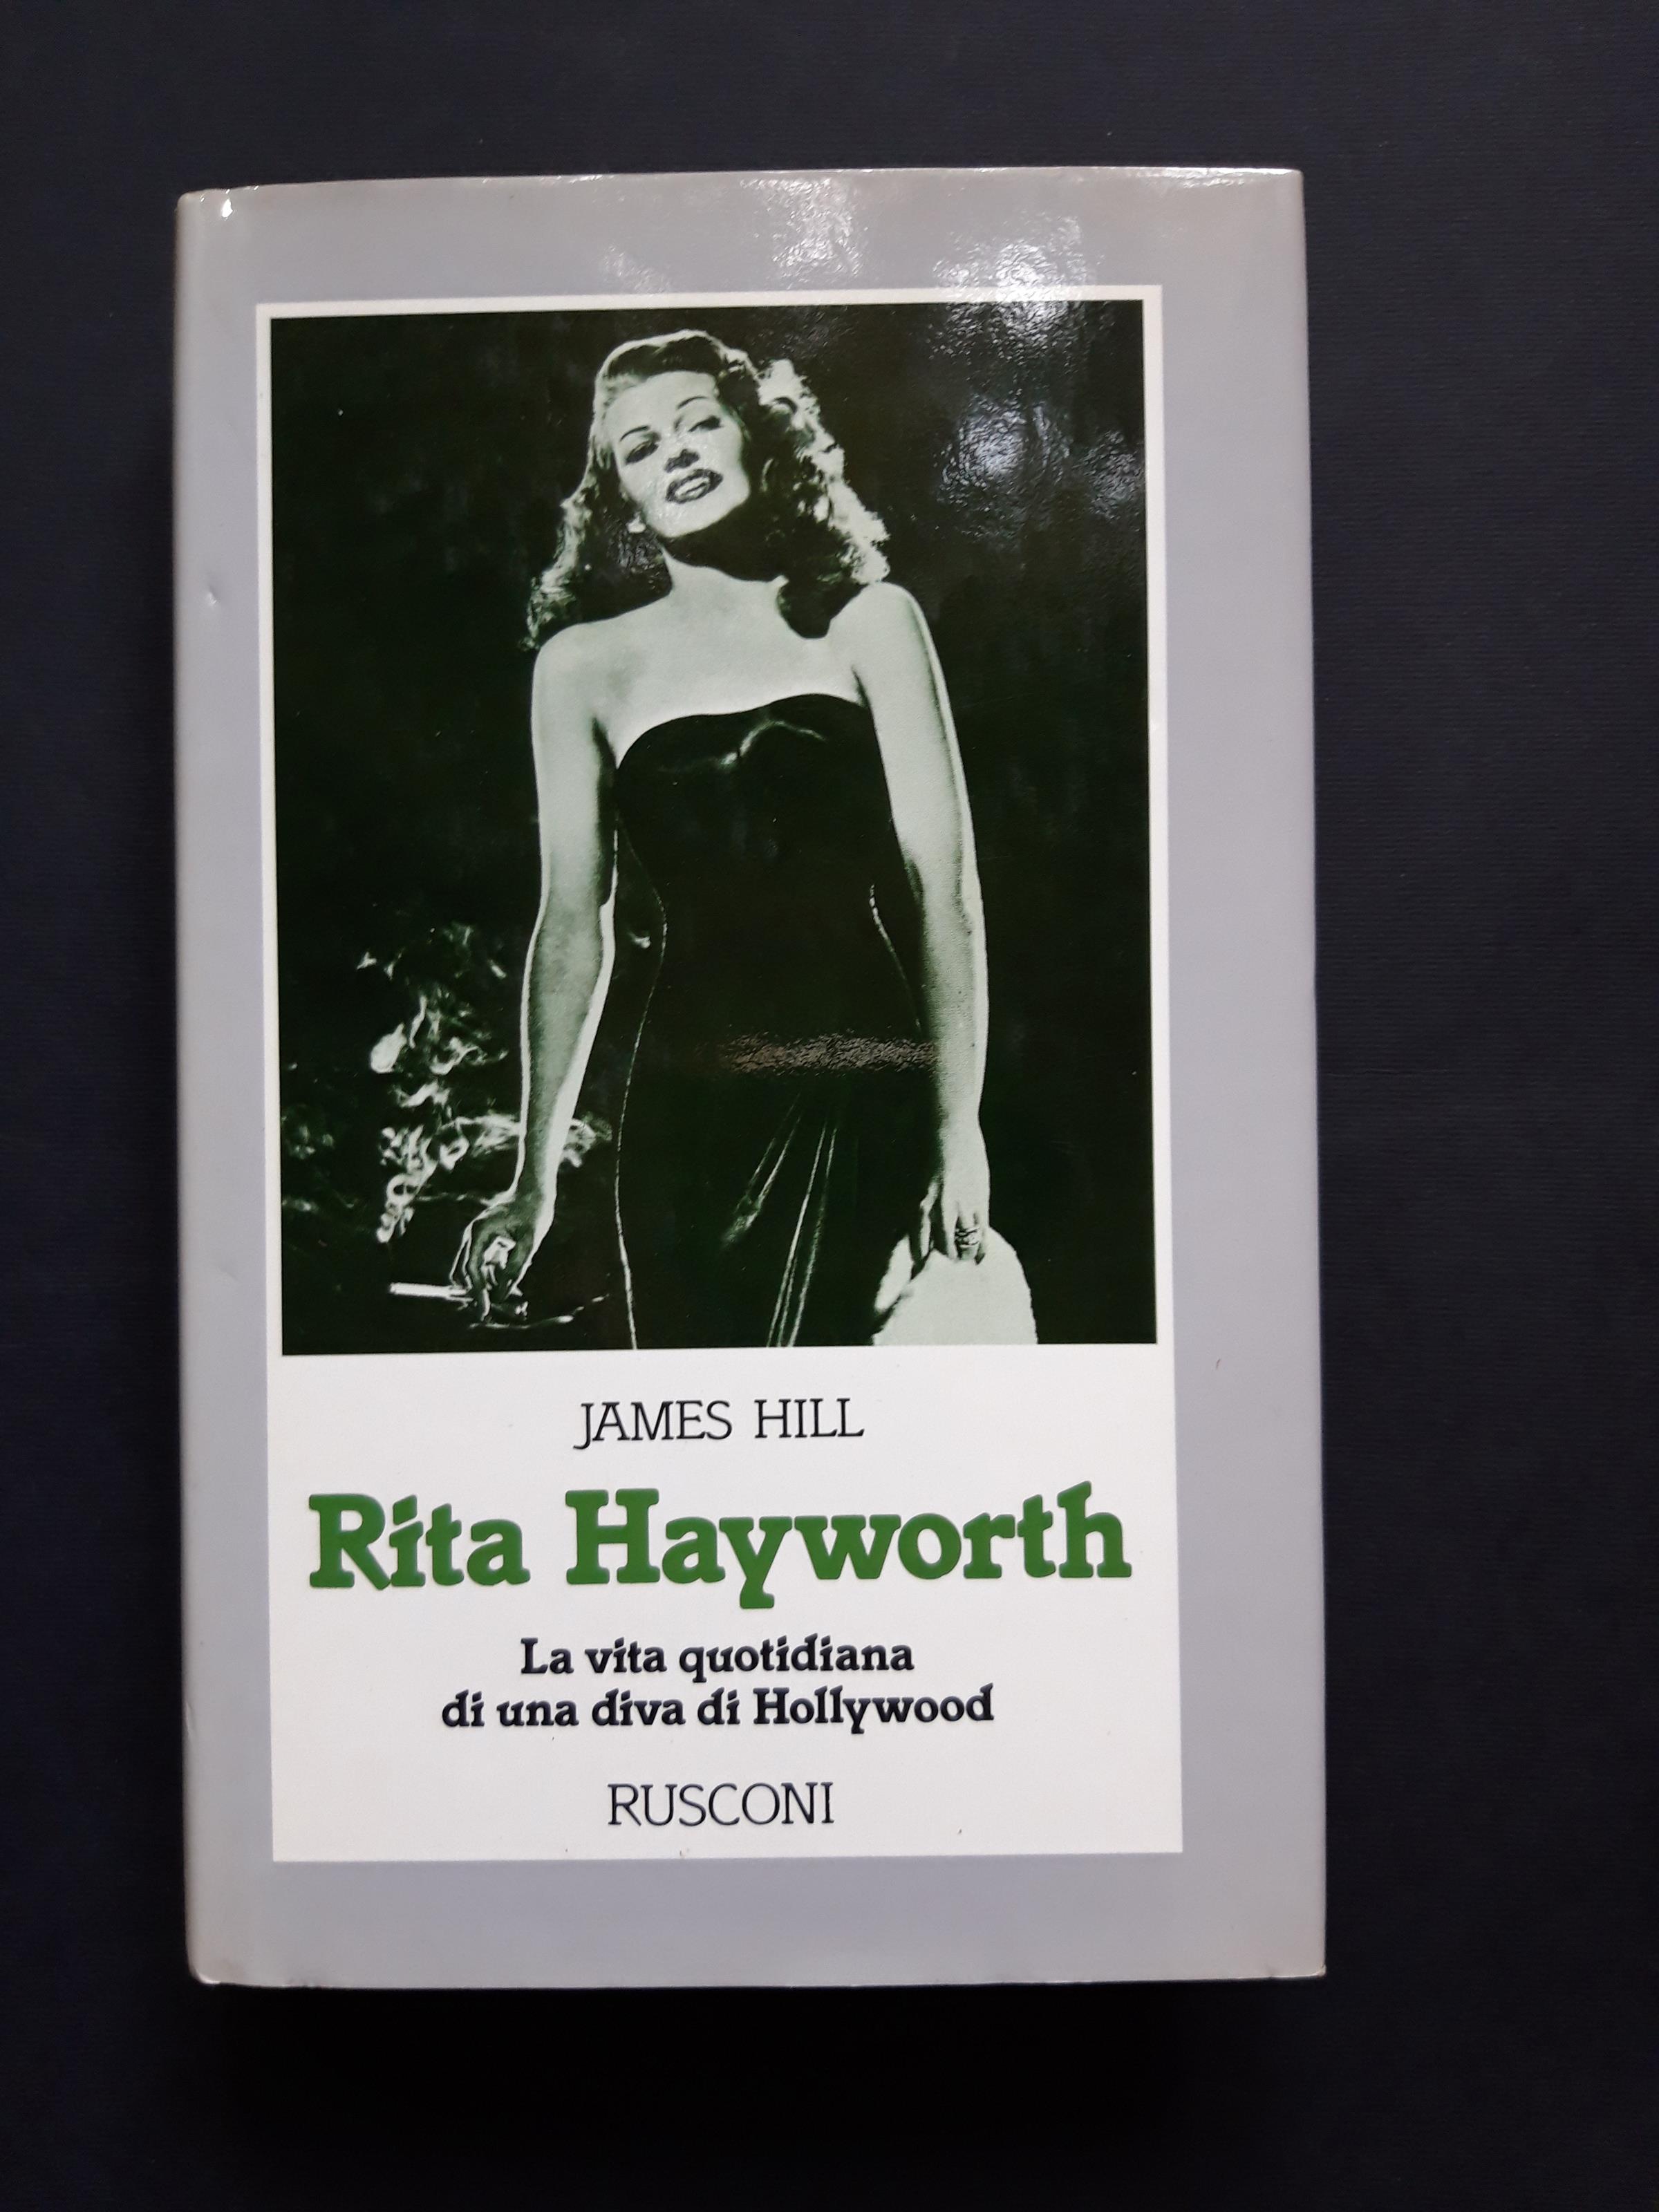 JAMES HILL
Rita Hayworth
La vita quotidiana
di una diva di Hollywood
RUSCONI